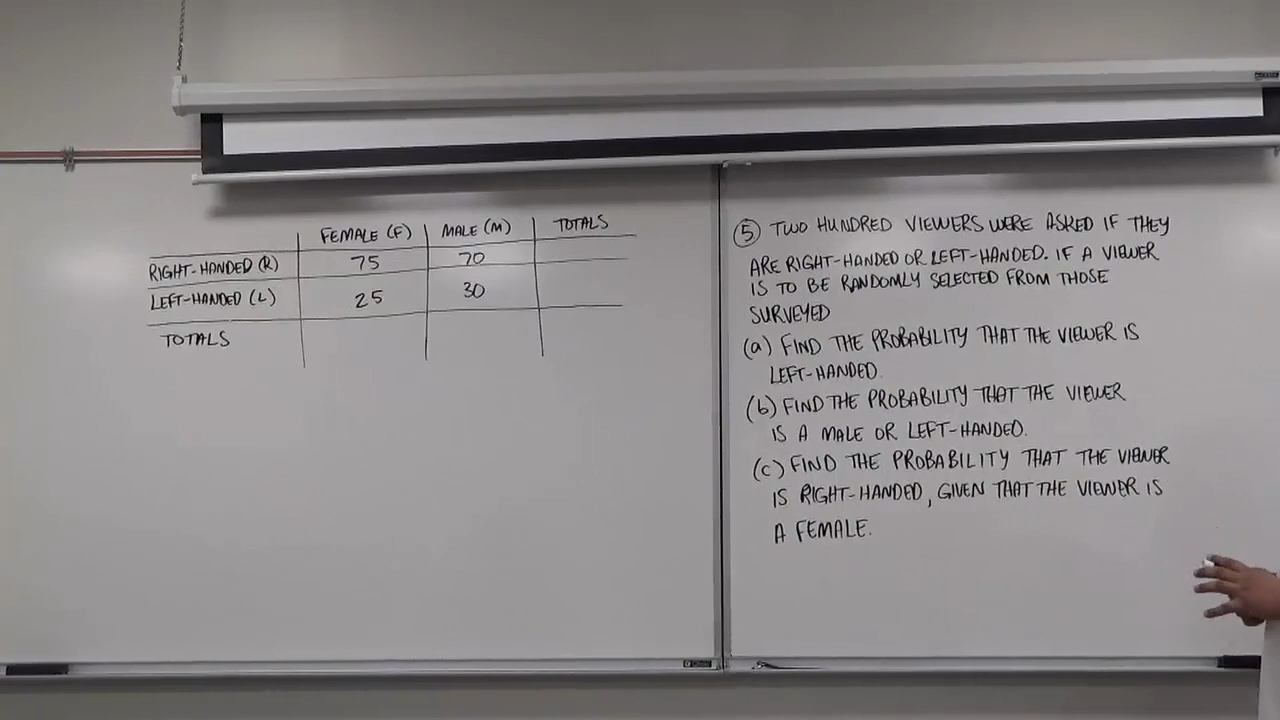 FEMALE (F) MALE (M) TOTALS
RIGHT-HANDED (R) 75 70
LEFT-HANDED (L) 25 30
TOTALS
(5) TWO HUNDRED VIEWERS WERE ASKED IF THEY
ARE RIGHT-HANDED OR LEFT-HANDED. IF A VIEWER
IS TO BE RANDOMLY SELECTED FROM THOSE
SURVEYED
(a) FIND THE PROBABILITY THAT THE VIEWER IS
LEFT-HANDED.
(b) FIND THE PROBABILITY THAT THE VIEWER
IS A MALE OR LEFT-HANDED.
(c) FIND THE PROBABILITY THAT THE VIEWER
IS RIGHT-HANDED, GIVEN THAT THE VIEWER IS
A FEMALE.